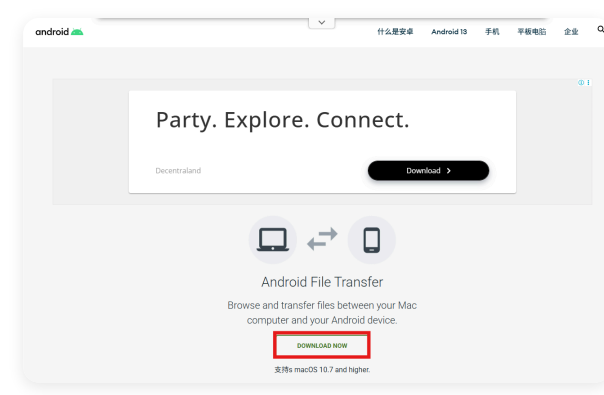 android
什么是安卓 Android 13 手机 平板电脑 企业
Party. Explore. Connect.
Decentraland
Download >
Android File Transfer
Browse and transfer files between your Mac
computer and your Android device.
DOWNLOAD NOW
支持s macOS 10.7 and higher.